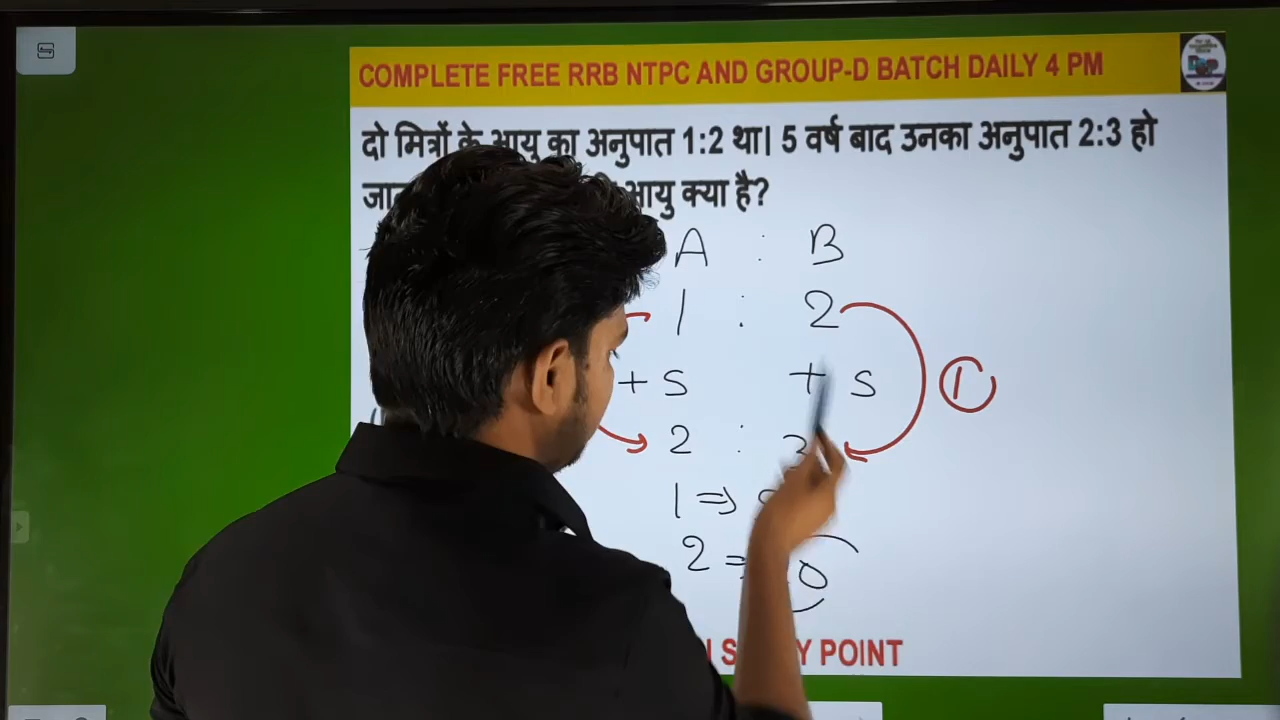 COMPLETE FREE RRB NTPC AND GROUP-D BATCH DAILY 4 PM
दो मित्रों के आयु का अनुपात 1:2 था| 5 वर्ष बाद उनका अनुपात 2:3 हो
आयु क्या है?
A : B
1 : 2
+5 +5 1
2 : 3
1 ⇒
2 =
POINT